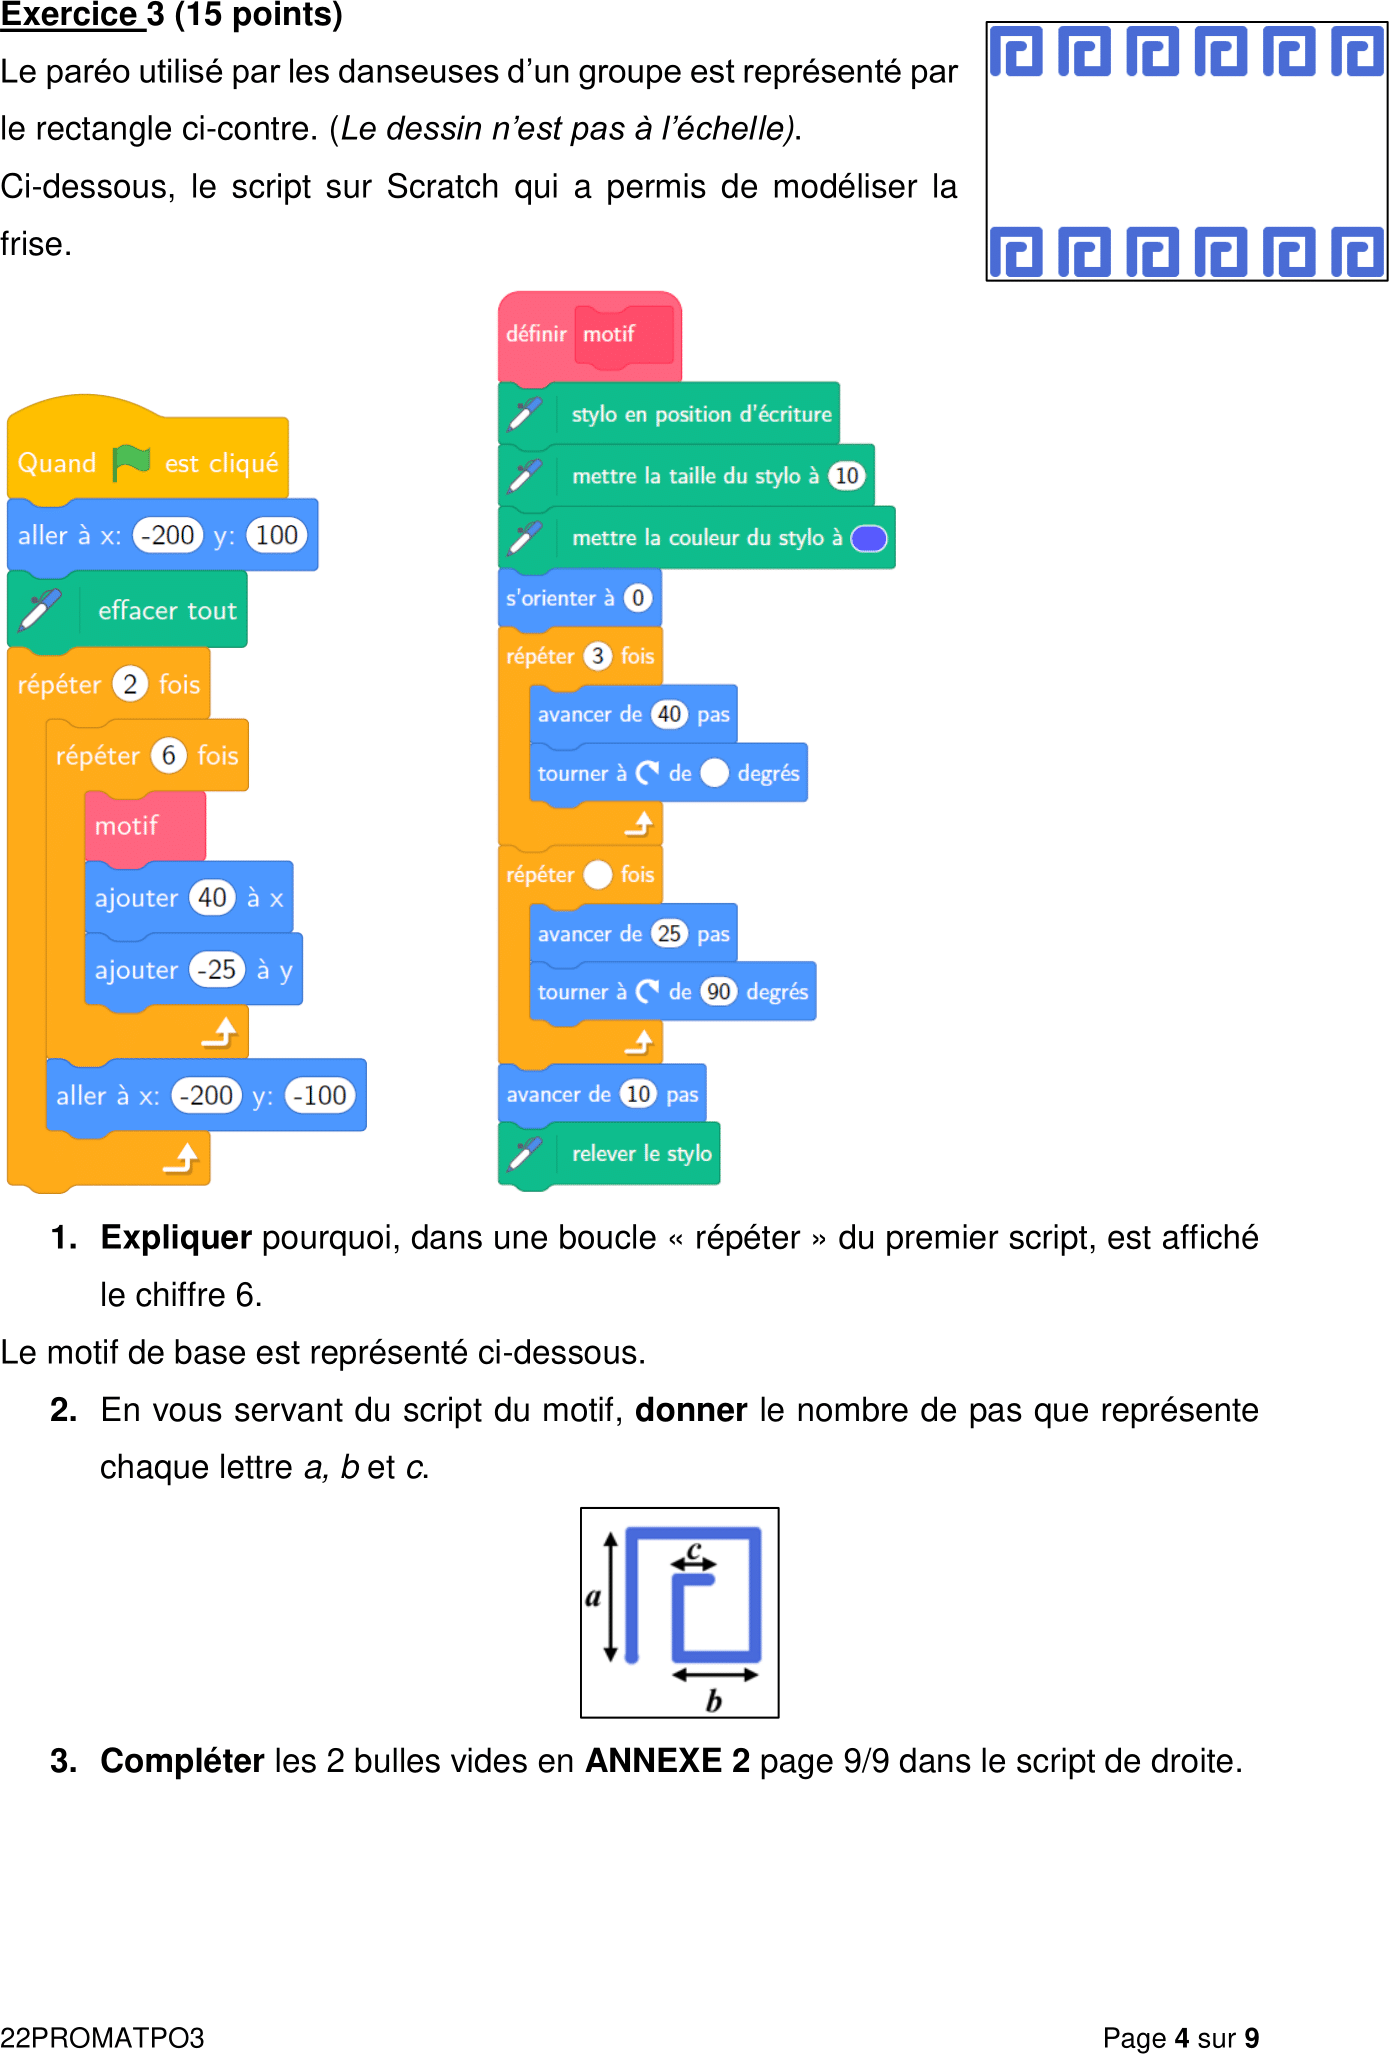 Exercice 3 (15 points)
Le paréo utilisé par les danseuses d’un groupe est représenté par
le rectangle ci-contre. (Le dessin n’est pas à l’échelle).
Ci-dessous, le script sur Scratch qui a permis de modéliser la
frise.
Quand est cliqué
aller à x: -200 y: 100
effacer tout
répéter 2 fois
répéter 6 fois
motif
ajouter 40 à x
ajouter -25 à y
aller à x: -200 y: -100
définir motif
stylo en position d’écriture
mettre la taille du stylo à 10
mettre la couleur du stylo à
s’orienter à 0
répéter 3 fois
avancer de 40 pas
tourner à de degrés
répéter fois
avancer de 25 pas
tourner à de 90 degrés
avancer de 10 pas
relever le stylo
1. Expliquer pourquoi, dans une boucle « répéter » du premier script, est affiché
le chiffre 6.
Le motif de base est représenté ci-dessous.
2. En vous servant du script du motif, donner le nombre de pas que représente
chaque lettre a, b et c.
c
a
b
3. Compléter les 2 bulles vides en ANNEXE 2 page 9/9 dans le script de droite.
22PROMATPO3 Page 4 sur 9